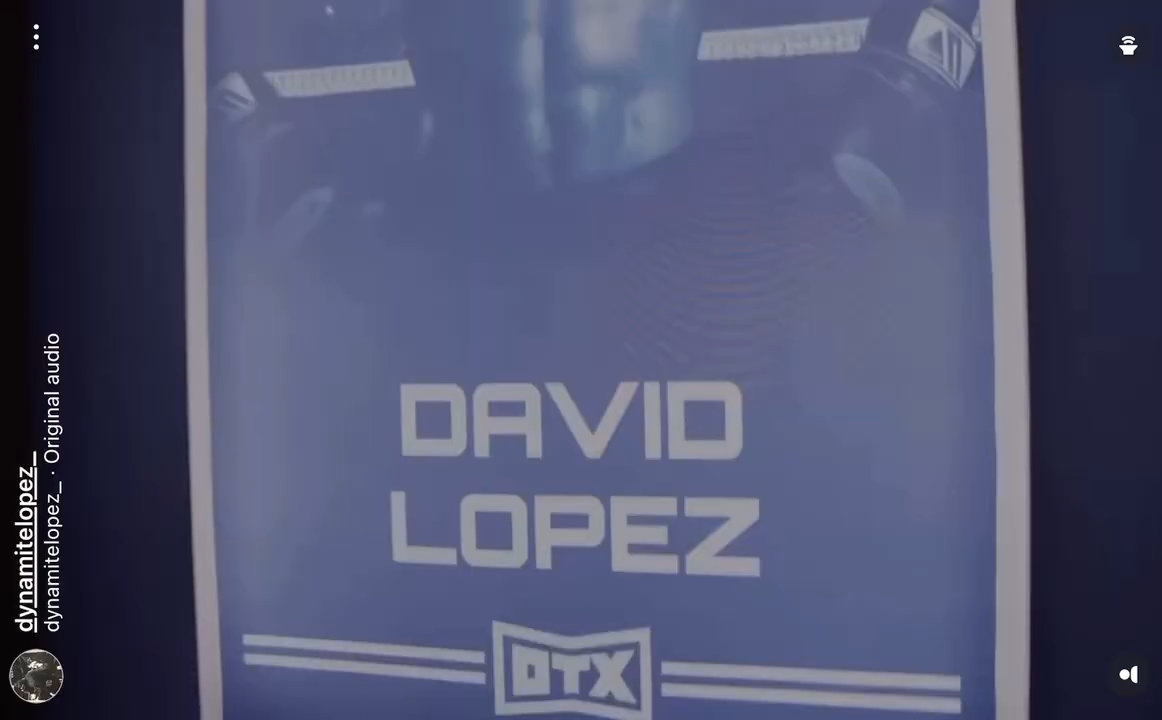 DAVID
LOPEZ
DTX
dynamitelopez_
dynamitelopez_ · Original audio